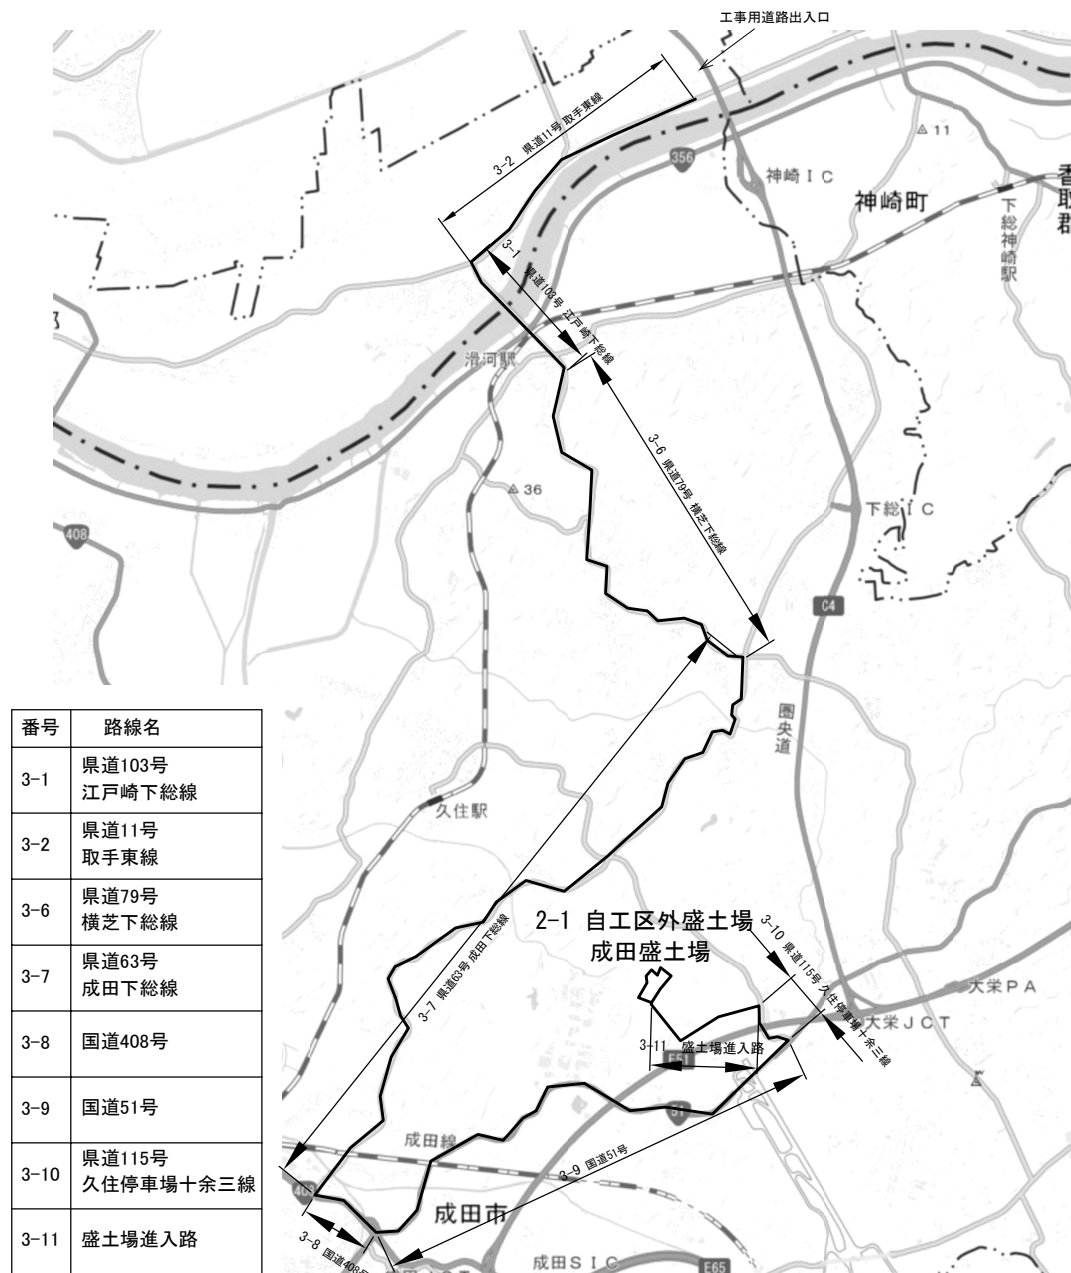 工事用道路出入口
3-2 県道11号 取手東線
356
11
神崎IC
神崎町
香取郡
下総神崎駅
3-1 県道103号 江戸崎下総線
滑河駅
3-6 県道79号 横芝下総線
36
408
下総IC
C4
圏央道
久住駅
番号 路線名
3-1 県道103号
江戸崎下総線
3-2 県道11号
取手東線
3-6 県道79号
横芝下総線
3-7 県道63号
成田下総線
3-8 国道408号
3-9 国道51号
3-10 県道115号
久住停車場十余三線
3-11 盛土場進入路
2-1 自工区外盛土場
成田盛土場
3-10 県道115号 久住停車場十余三線
3-7 県道63号 成田下総線
大栄PA
大栄JCT
3-11 盛土場進入路
E51
51
成田線
3-9 国道51号
408
成田市
3-8 国道408号
成田SIC
E65